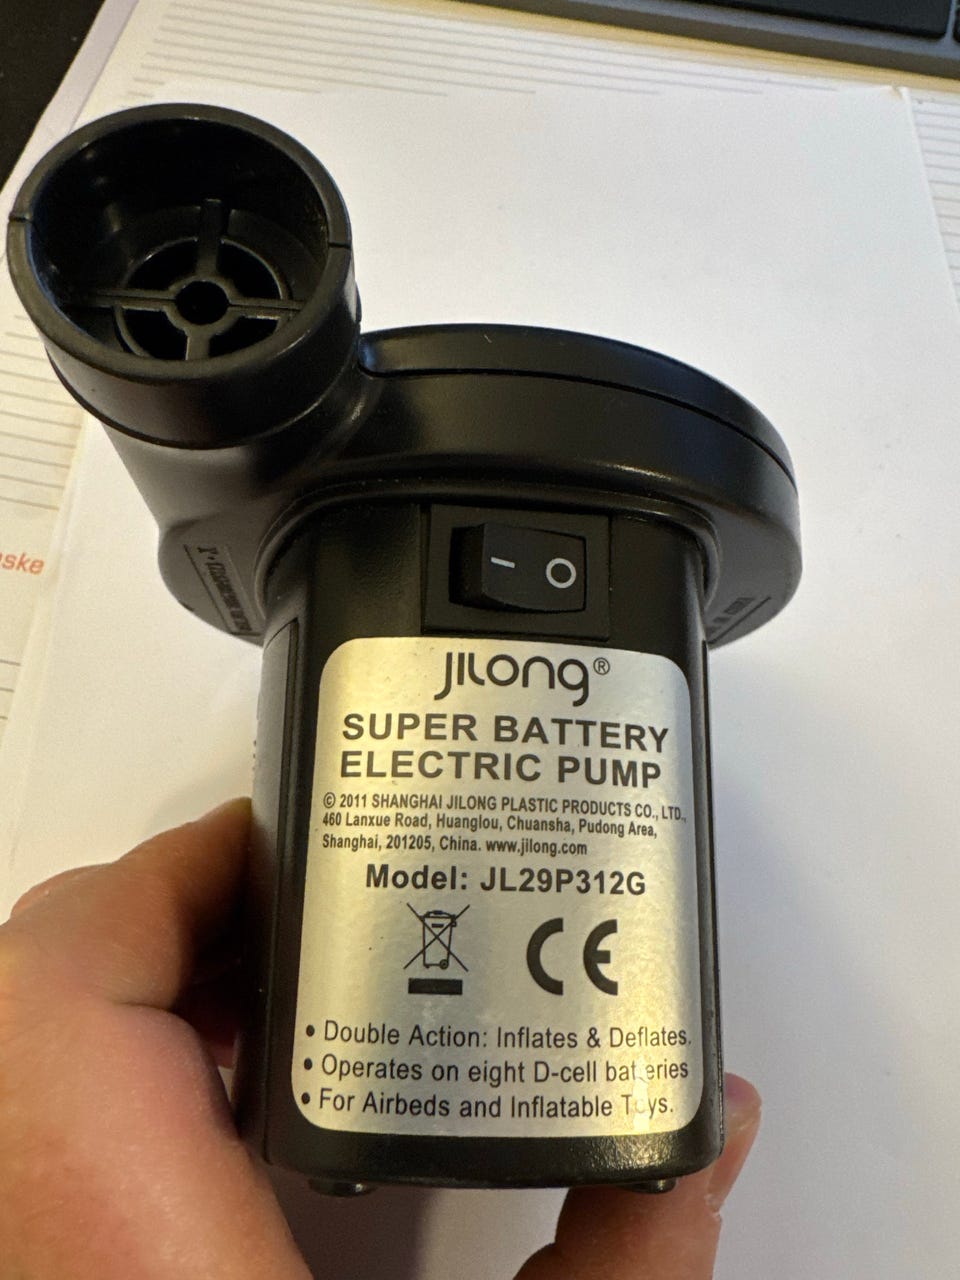 ske
— O
JILONG®
SUPER BATTERY
ELECTRIC PUMP
© 2011 SHANGHAI JILONG PLASTIC PRODUCTS CO., LTD.,
460 Lanxue Road, Huanglou, Chuansha, Pudong Area,
Shanghai, 201205, China. www.jilong.com
Model: JL29P312G
CE
• Double Action: Inflates & Deflates.
• Operates on eight D-cell batteries
• For Airbeds and Inflatable Toys.